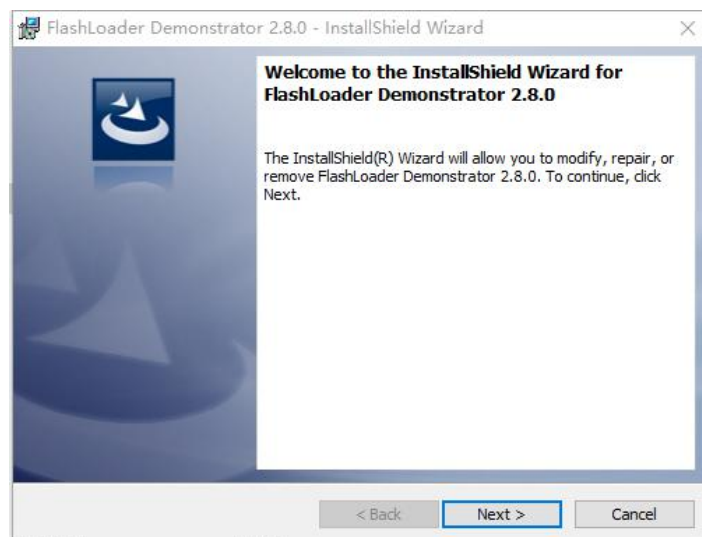 FlashLoader Demonstrator 2.8.0 - InstallShield Wizard
Welcome to the InstallShield Wizard for
FlashLoader Demonstrator 2.8.0
The InstallShield(R) Wizard will allow you to modify, repair, or
remove FlashLoader Demonstrator 2.8.0. To continue, click
Next.
< Back
Next >
Cancel